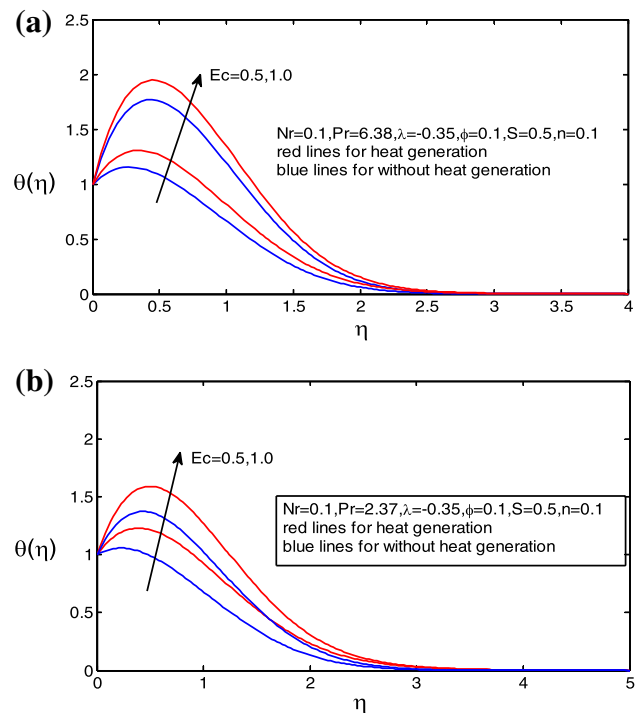 (a)
2.5
2
1.5
1
0.5
0
θ(η)
Ec=0.5,1.0
Nr=0.1,Pr=6.38,λ=-0.35,ϕ=0.1,S=0.5,n=0.1
red lines for heat generation
blue lines for without heat generation
0 0.5 1 1.5 2 2.5 3 3.5 4
η
(b)
2.5
2
1.5
1
0.5
0
θ(η)
Ec=0.5,1.0
Nr=0.1,Pr=2.37,λ=-0.35,ϕ=0.1,S=0.5,n=0.1
red lines for heat generation
blue lines for without heat generation
0 1 2 3 4 5
η